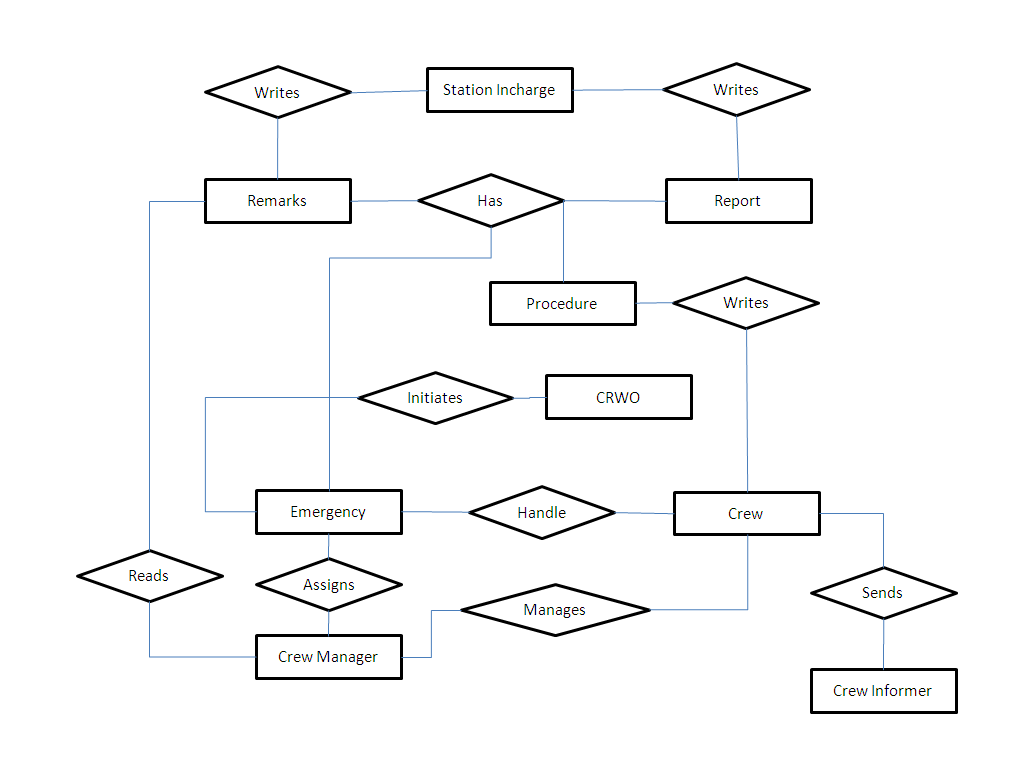 Writes
Station Incharge
Writes
Remarks
Has
Report
Procedure
Writes
Initiates
CRWO
Emergency
Handle
Crew
Reads
Assigns
Manages
Sends
Crew Manager
Crew Informer